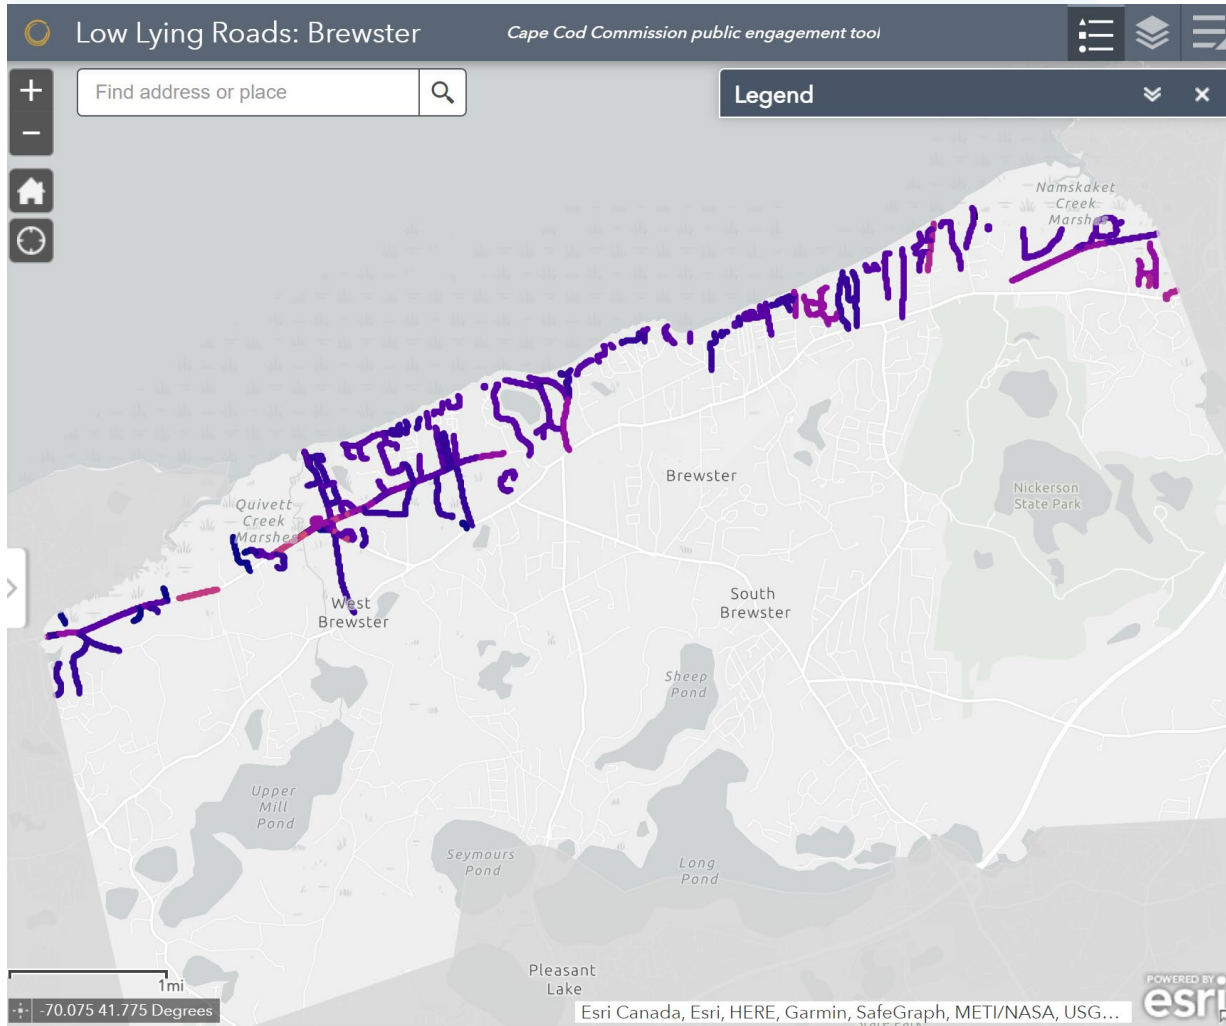 Low Lying Roads: Brewster
Cape Cod Commission public engagement tool
+
Find address or place
Legend
−
Namskaket
Creek
Marshes
Brewster
Nickerson
State Park
Quivett
Creek
Marshes
West
Brewster
South
Brewster
Sheep
Pond
Upper
Mill
Pond
Seymours
Pond
Long
Pond
Pleasant
Lake
1mi
-70.075 41.775 Degrees
Esri Canada, Esri, HERE, Garmin, SafeGraph, METI/NASA, USG...
POWERED BY
esri